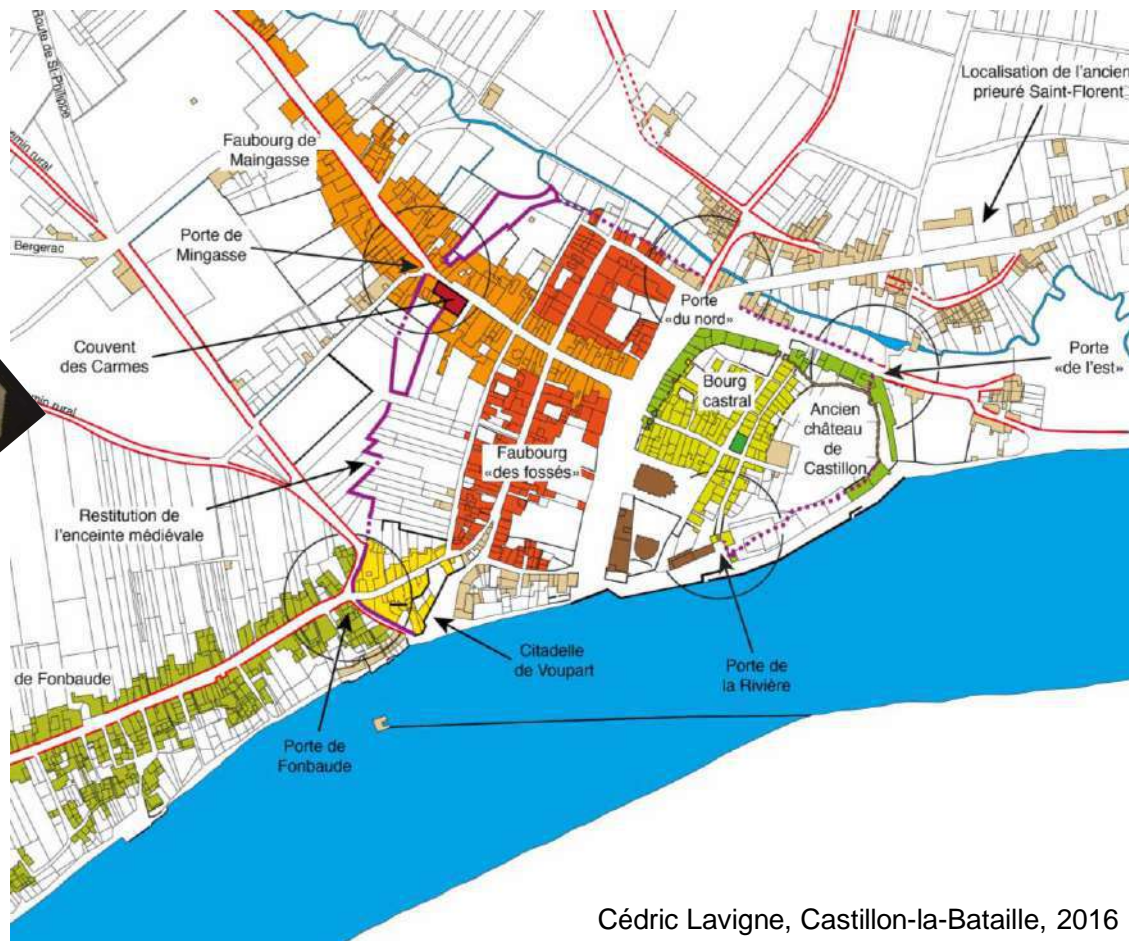 Route de St-Philippe
Localisation de l'ancien
prieuré Saint-Florent
Faubourg de
Maingasse
Bergerac
Porte de
Mingasse
Porte
«du nord»
Couvent
des Carmes
Porte
«de l'est»
Bourg
castral
Ancien
château
de
Castillon
rural
Faubourg
«des fossés»
Restitution de
l'enceinte médiévale
Citadelle
de Voupart
Porte de
la Rivière
de Fonbaude
Porte de
Fonbaude
Cédric Lavigne, Castillon-la-Bataille, 2016